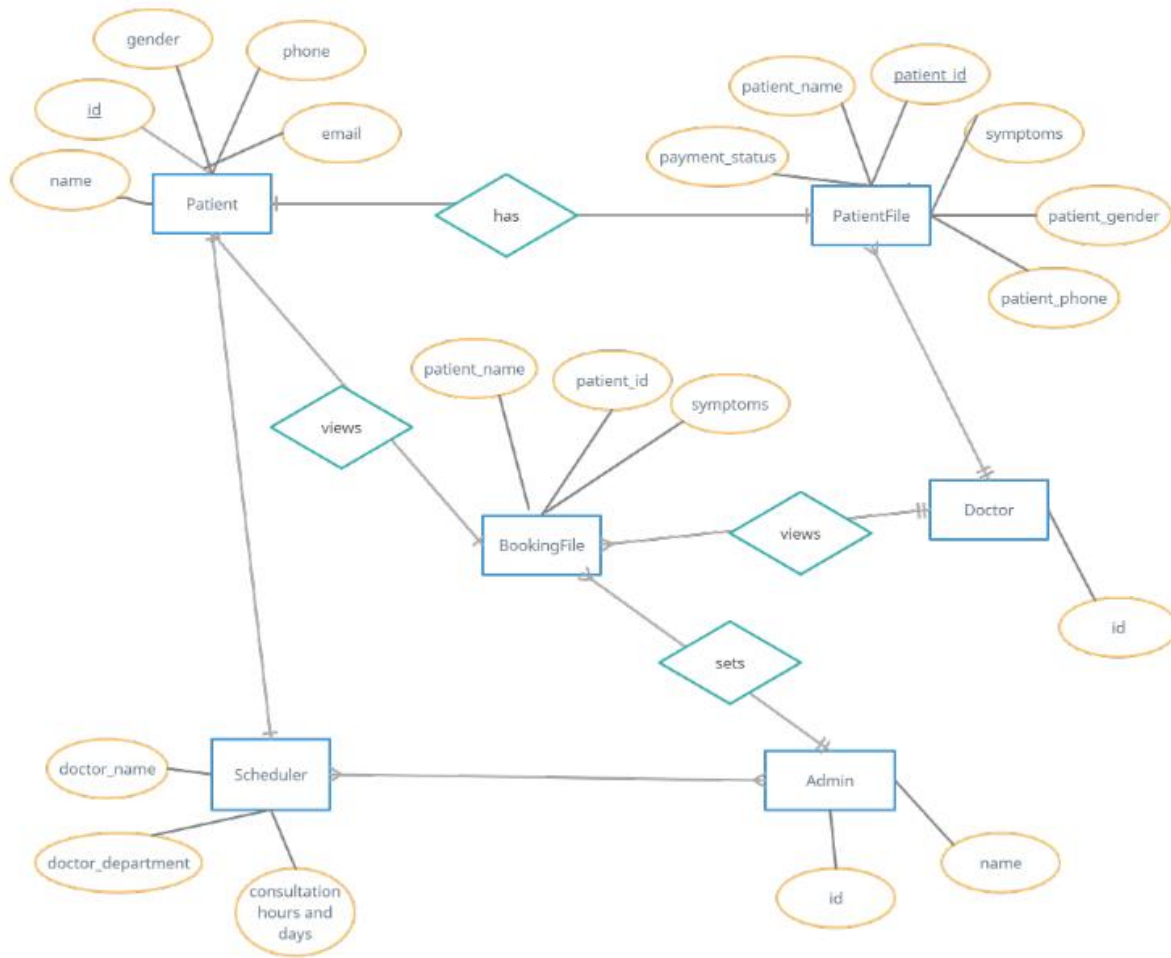 gender
phone
id
email
name
Patient
has
patient_name
patient_id
symptoms
payment_status
PatientFile
patient_gender
patient_phone
patient_name
patient_id
symptoms
views
BookingFile
views
Doctor
id
sets
doctor_name
Scheduler
doctor_department
consultation
hours and
days
Admin
name
id